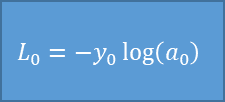 L₀ = −y₀ log(a₀)